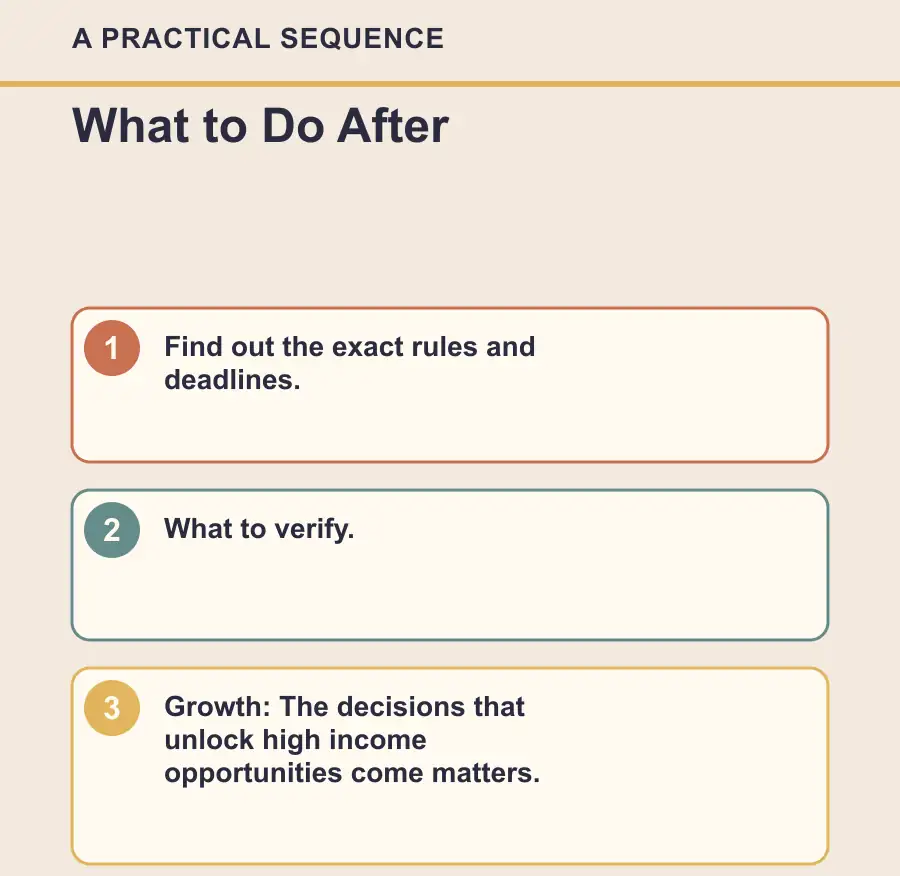 A PRACTICAL SEQUENCE
What to Do After
1
Find out the exact rules and
deadlines.
2
What to verify.
3
Growth: The decisions that
unlock high income
opportunities come matters.